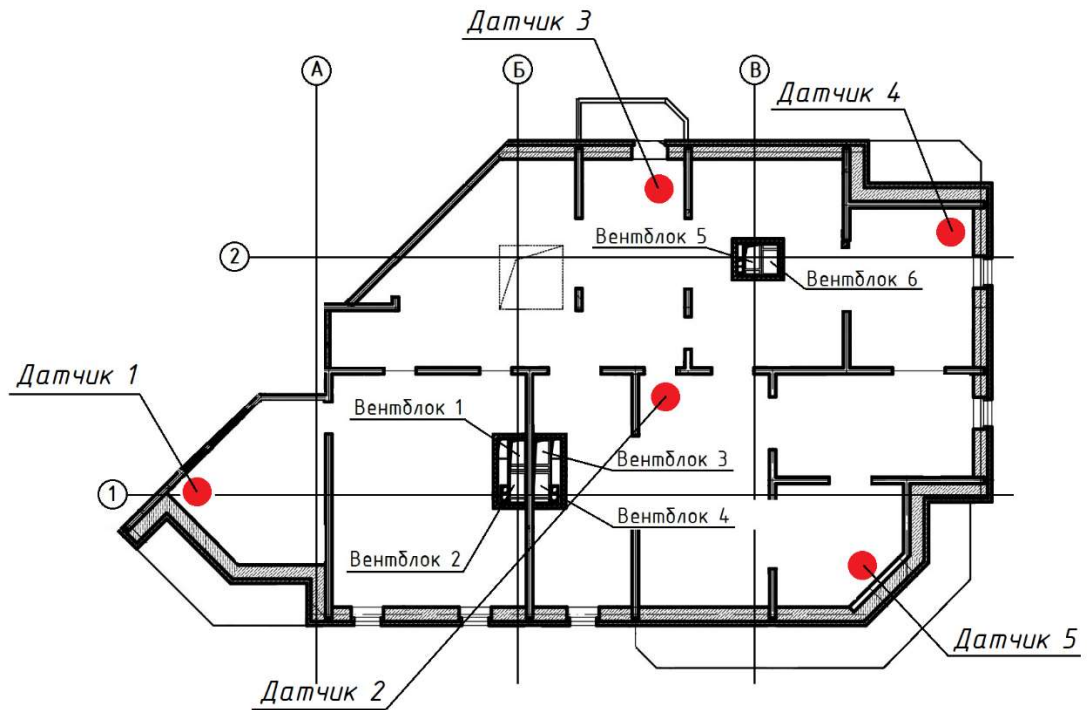 Датчик 3
А
Б
В
Датчик 4
Вентблок 5
2
Вентблок 6
Датчик 1
Вентблок 1
Вентблок 3
1
Вентблок 4
Вентблок 2
Датчик 5
Датчик 2